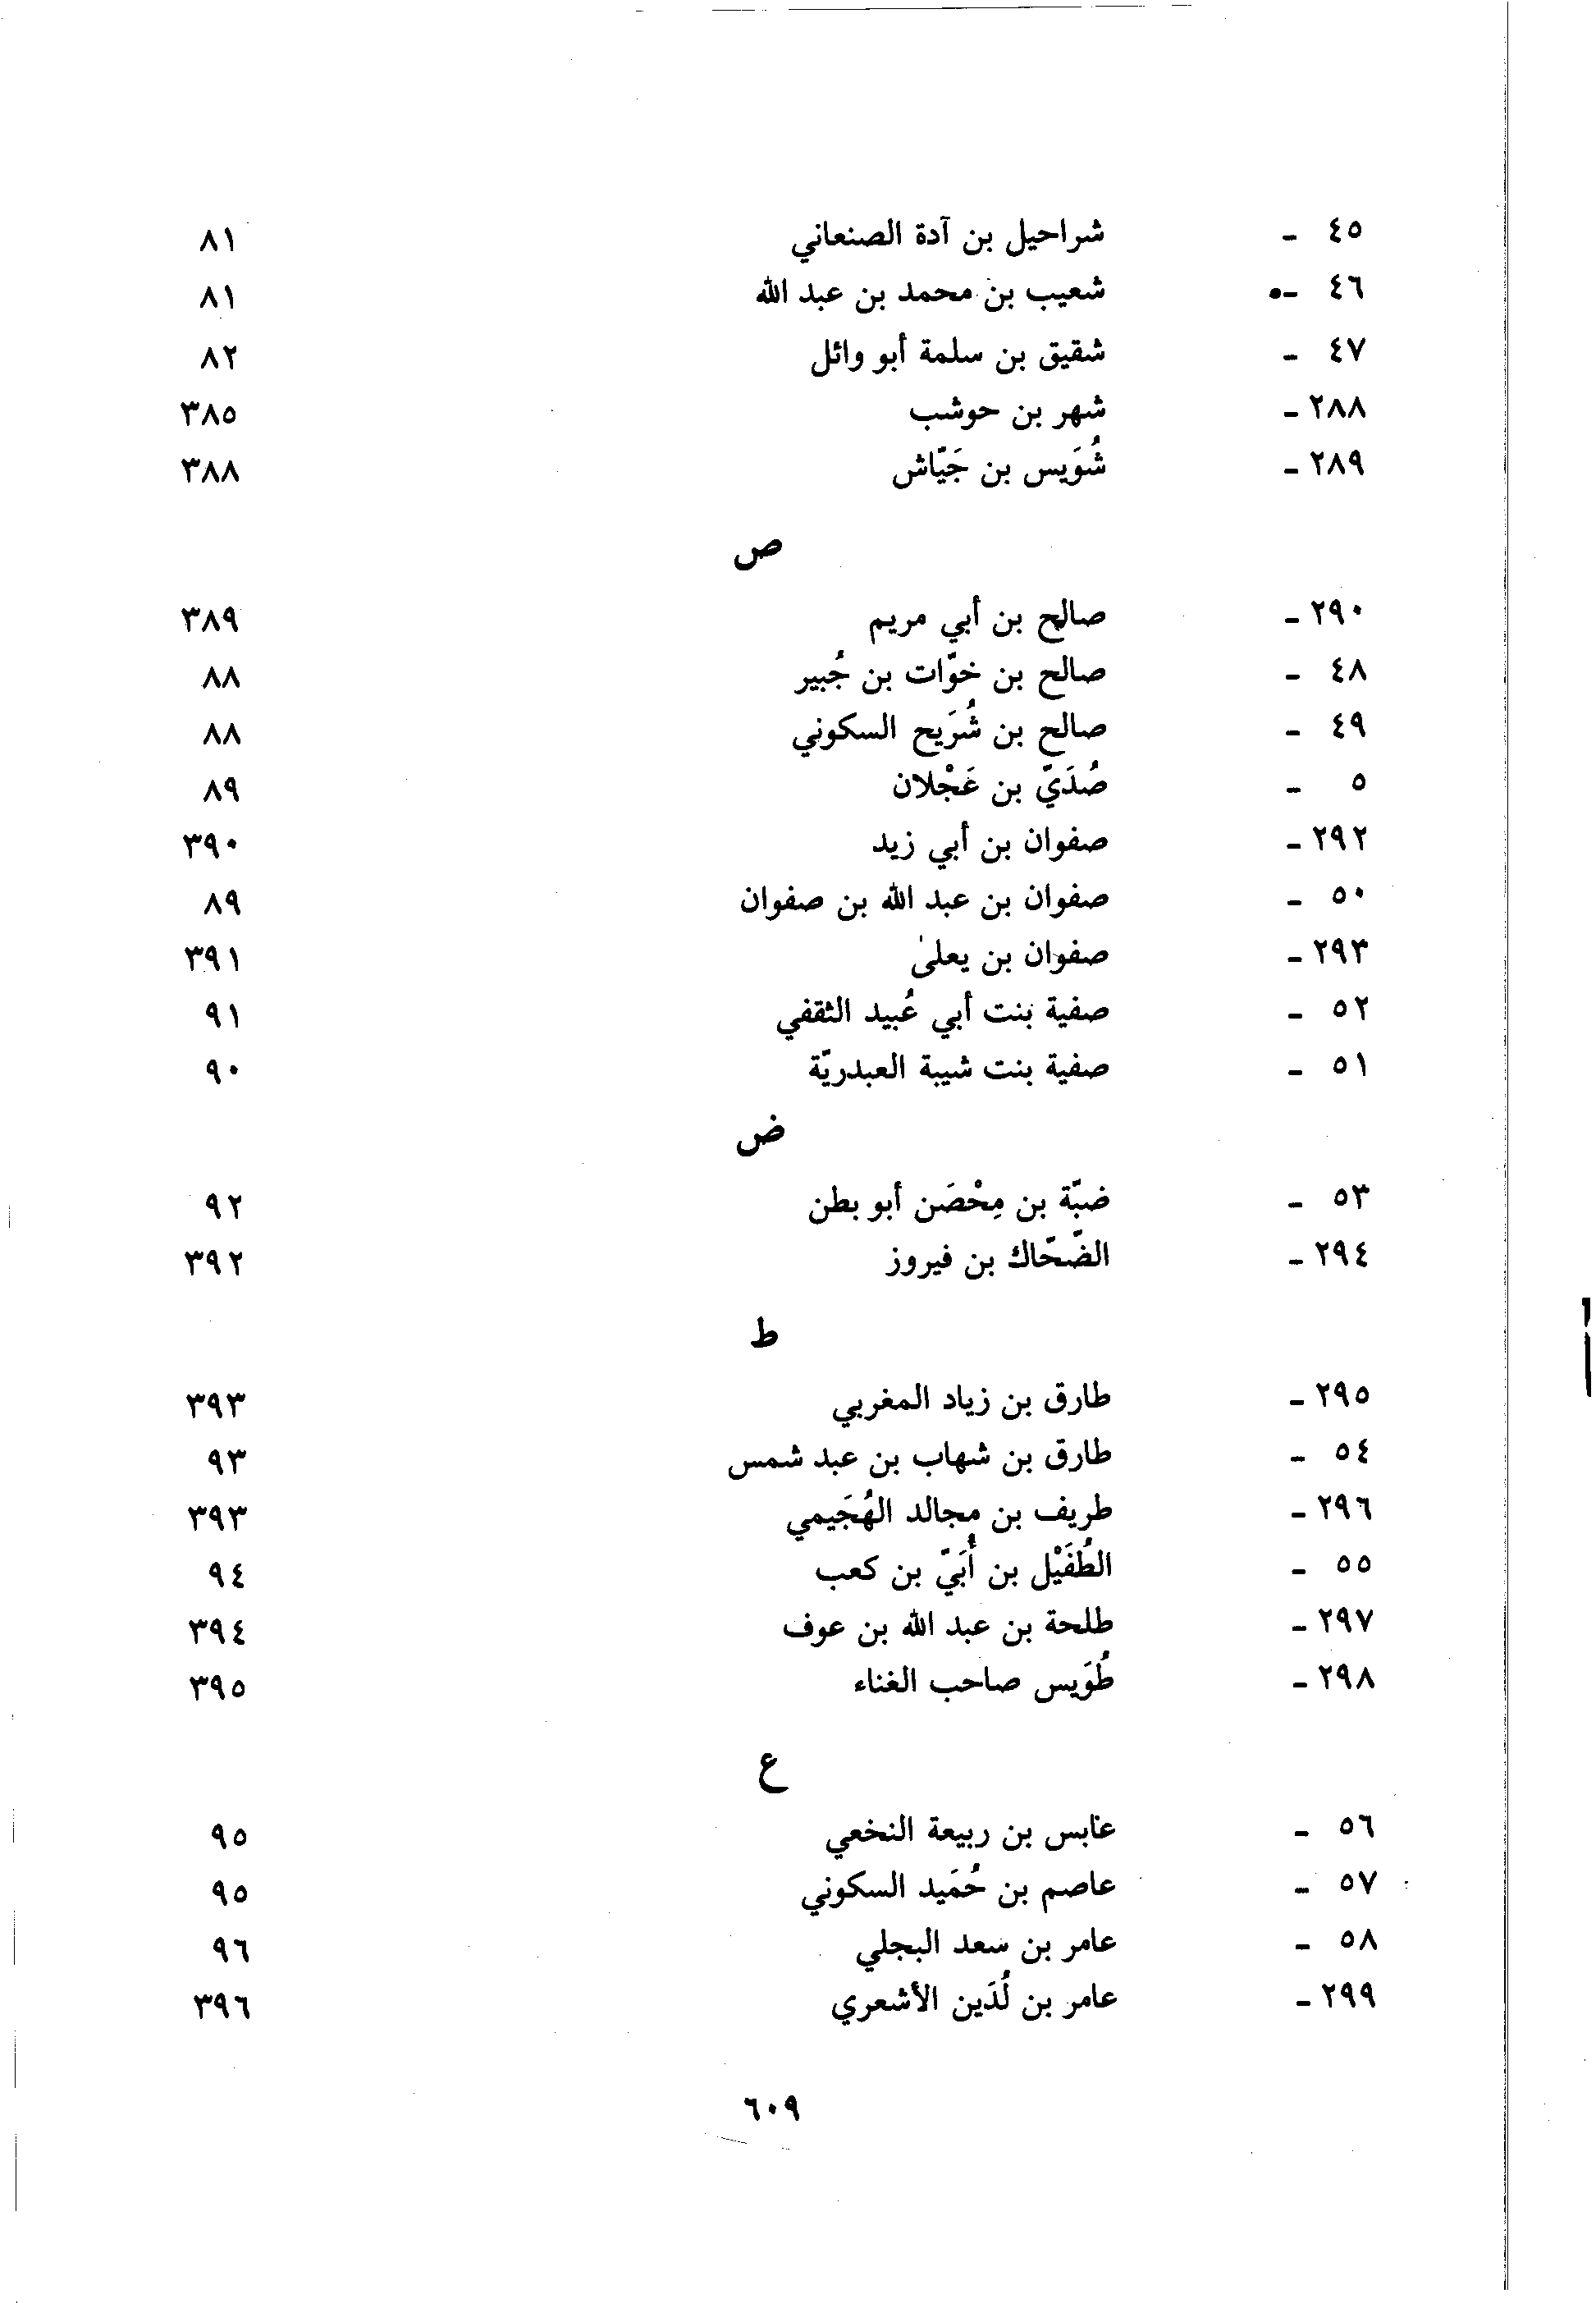 ٤٥ - شراحيل بن آدة الصنعاني ٨١
٤٦ - شعيب بن محمد بن عبد الله ٨١
٤٧ - شقيق بن سلمة أبو وائل ٨٢
٢٨٨ - شهر بن حوشب ٣٨٥
٢٨٩ - شُوَيس بن جَيّاش ٣٨٨
ص
٢٩٠ - صالح بن أبي مريم ٣٨٩
٤٨ - صالح بن خوّات بن جُبير ٨٨
٤٩ - صالح بن شُرَيح السكوني ٨٨
٥ - صُدَيّ بن عَجْلان ٨٩
٢٩٢ - صفوان بن أبي زيد ٣٩٠
٥٠ - صفوان بن عبد الله بن صفوان ٨٩
٢٩٣ - صفوان بن يعلىٰ ٣٩١
٥٢ - صفية بنت أبي عُبيد الثقفي ٩١
٥١ - صفية بنت شيبة العبدريّة ٩٠
ض
٥٣ - ضبّة بن مِحْصَن أبو بطن ٩٢
٢٩٤ - الضّحّاك بن فيروز ٣٩٢
ط
٢٩٥ - طارق بن زياد المغربي ٣٩٣
٥٤ - طارق بن شهاب بن عبد شمس ٩٣
٢٩٦ - طريف بن مجالد الهُجَيمي ٣٩٣
٥٥ - الطُفَيْل بن أُبَيّ بن كعب ٩٤
٢٩٧ - طلحة بن عبد الله بن عوف ٣٩٤
٢٩٨ - طُوَيس صاحب الغناء ٣٩٥
ع
٥٦ - عابس بن ربيعة النخعي ٩٥
٥٧ - عاصم بن حُمَيد السكوني ٩٥
٥٨ - عامر بن سعد البجلي ٩٦
٢٩٩ - عامر بن لُدَين الأشعري ٣٩٦
٦٠٩